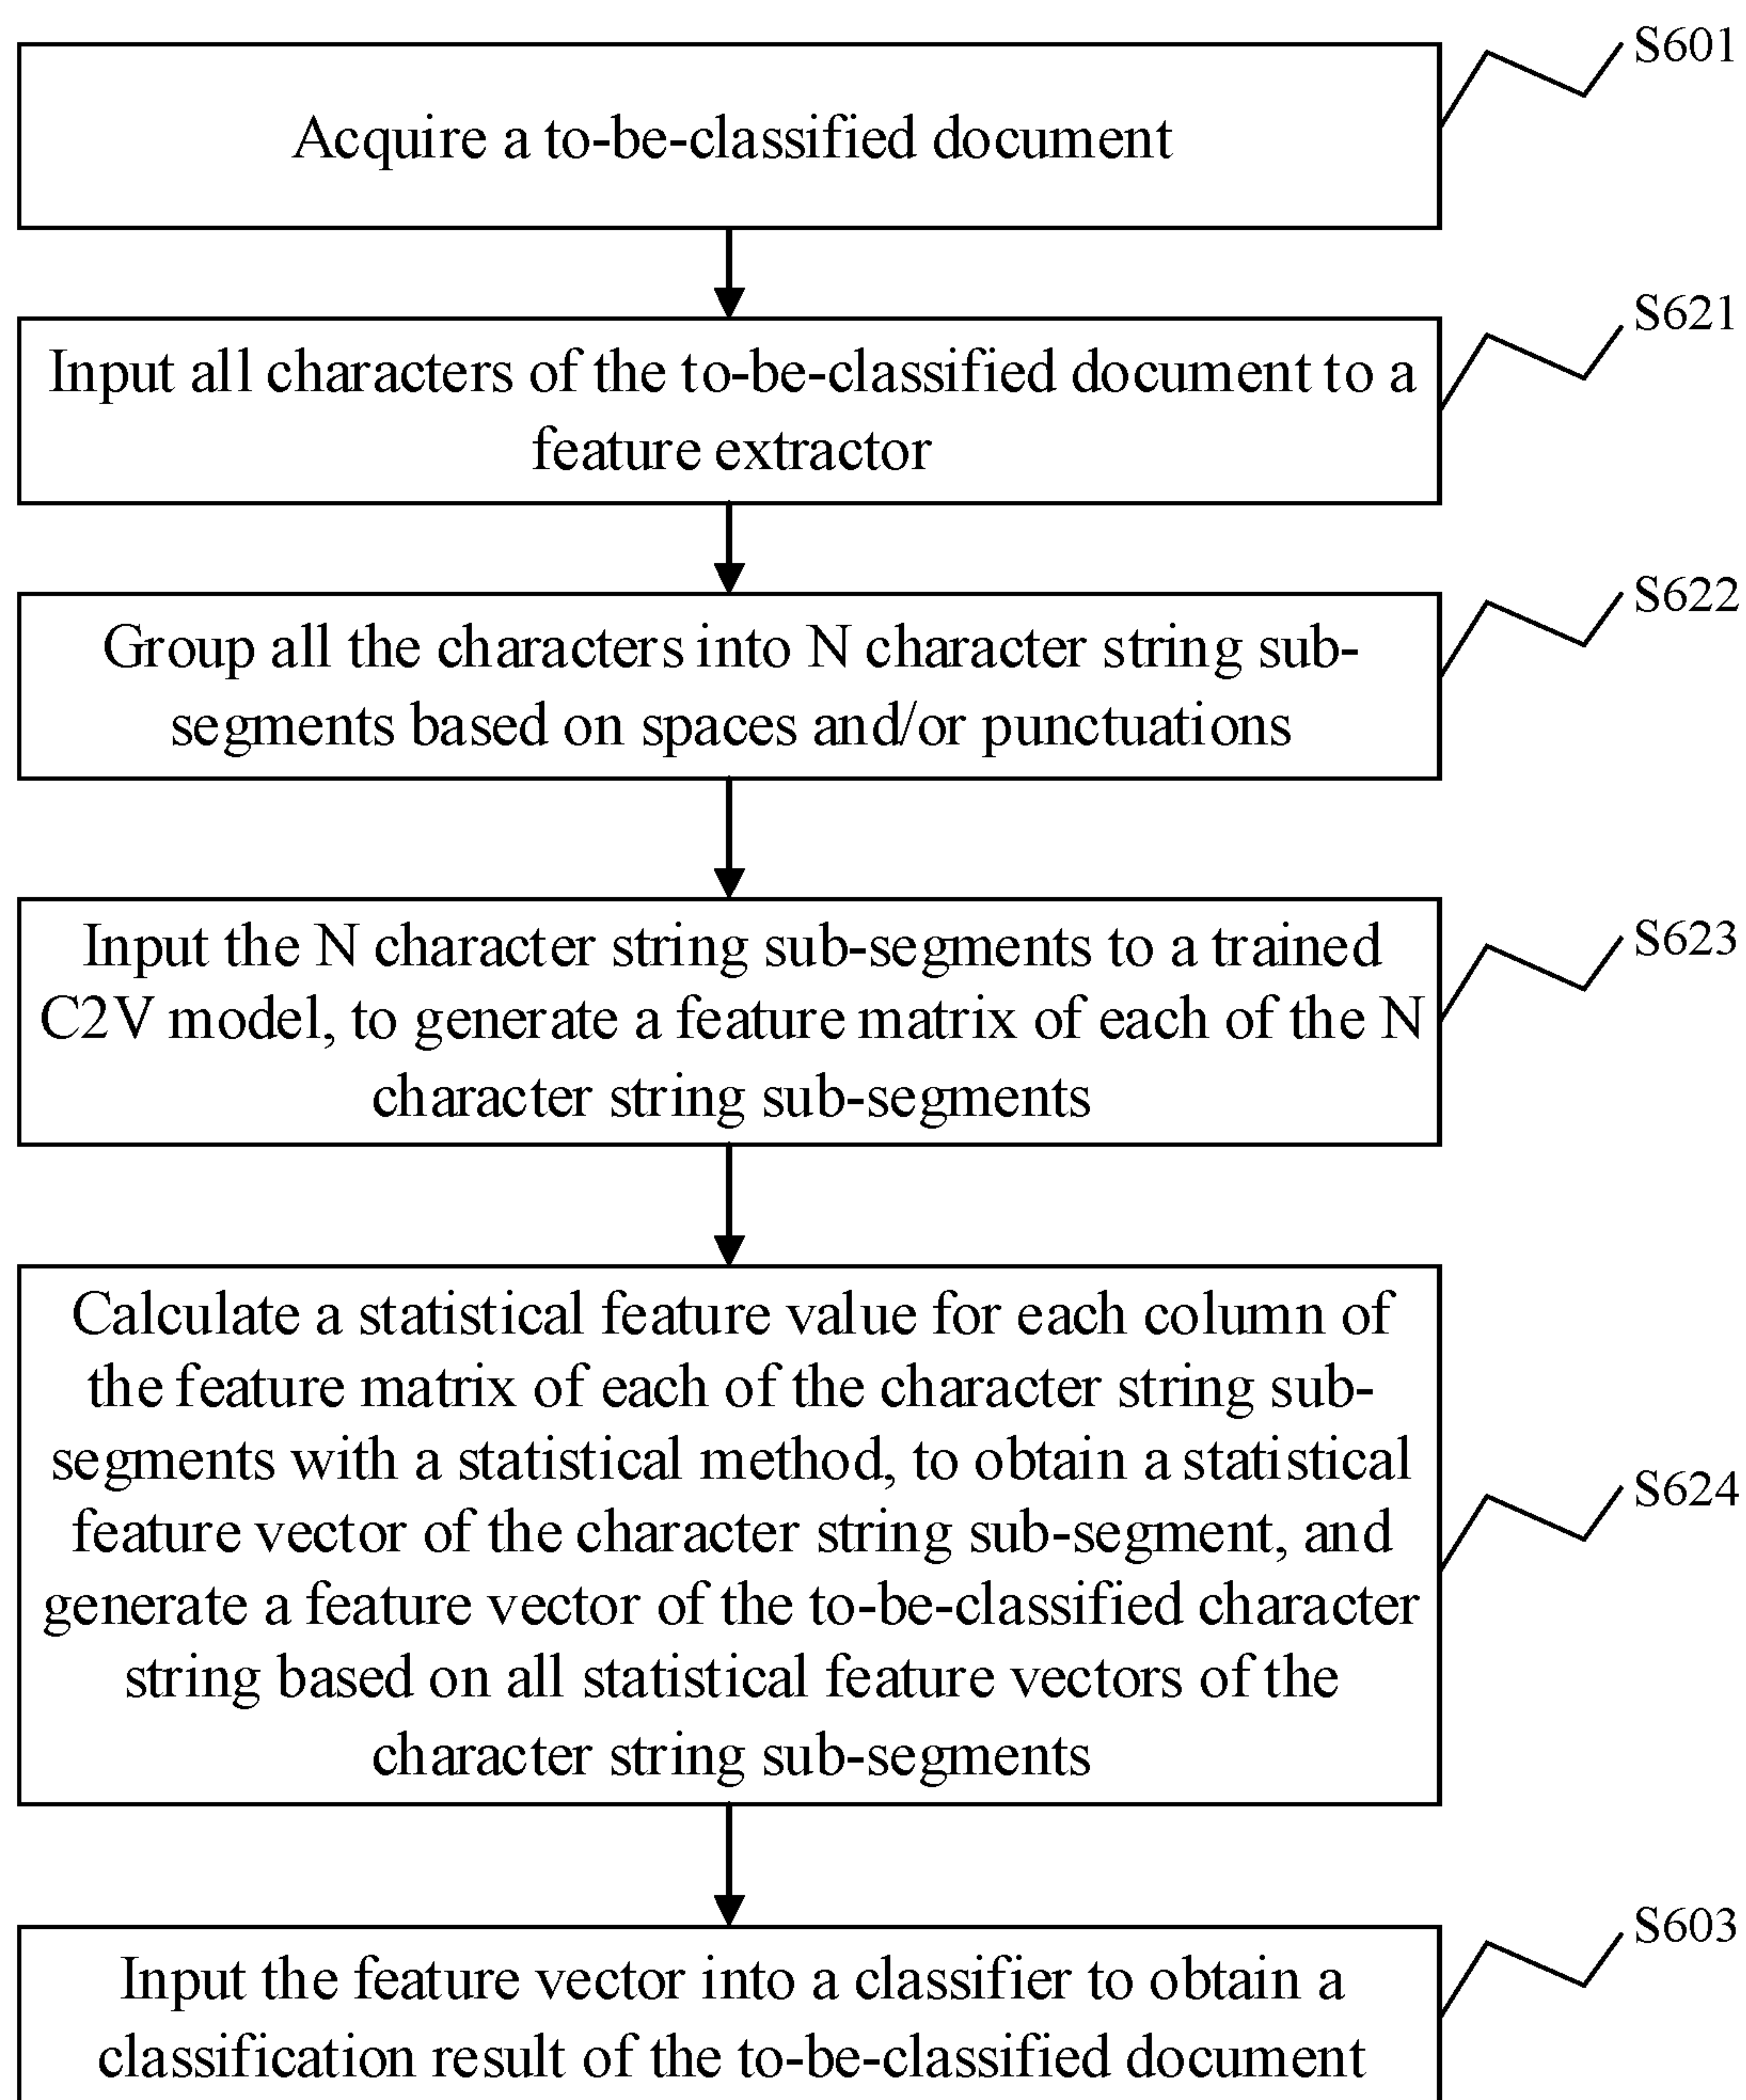 S601
Acquire a to-be-classified document
S621
Input all characters of the to-be-classified document to a
feature extractor
S622
Group all the characters into N character string sub-
segments based on spaces and/or punctuations
S623
Input the N character string sub-segments to a trained
C2V model, to generate a feature matrix of each of the N
character string sub-segments
Calculate a statistical feature value for each column of
the feature matrix of each of the character string sub-
segments with a statistical method, to obtain a statistical
S624
feature vector of the character string sub-segment, and
generate a feature vector of the to-be-classified character
string based on all statistical feature vectors of the
character string sub-segments
S603
Input the feature vector into a classifier to obtain a
classification result of the to-be-classified document